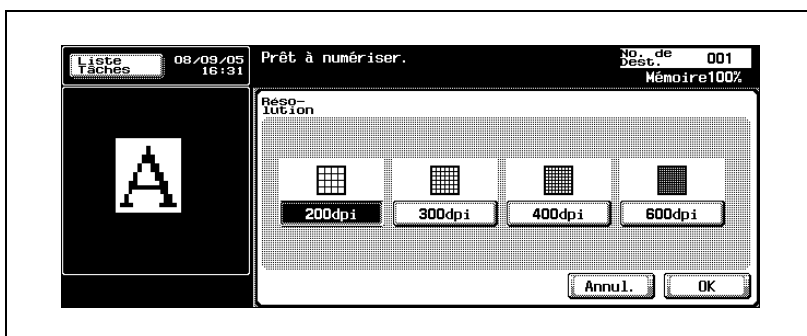 Liste
Tâches
08/09/05
16:31
Prêt à numériser.
No. de
Dest.
001
Mémoire100%
Réso-
lution
A
200dpi
300dpi
400dpi
600dpi
Annul.
OK